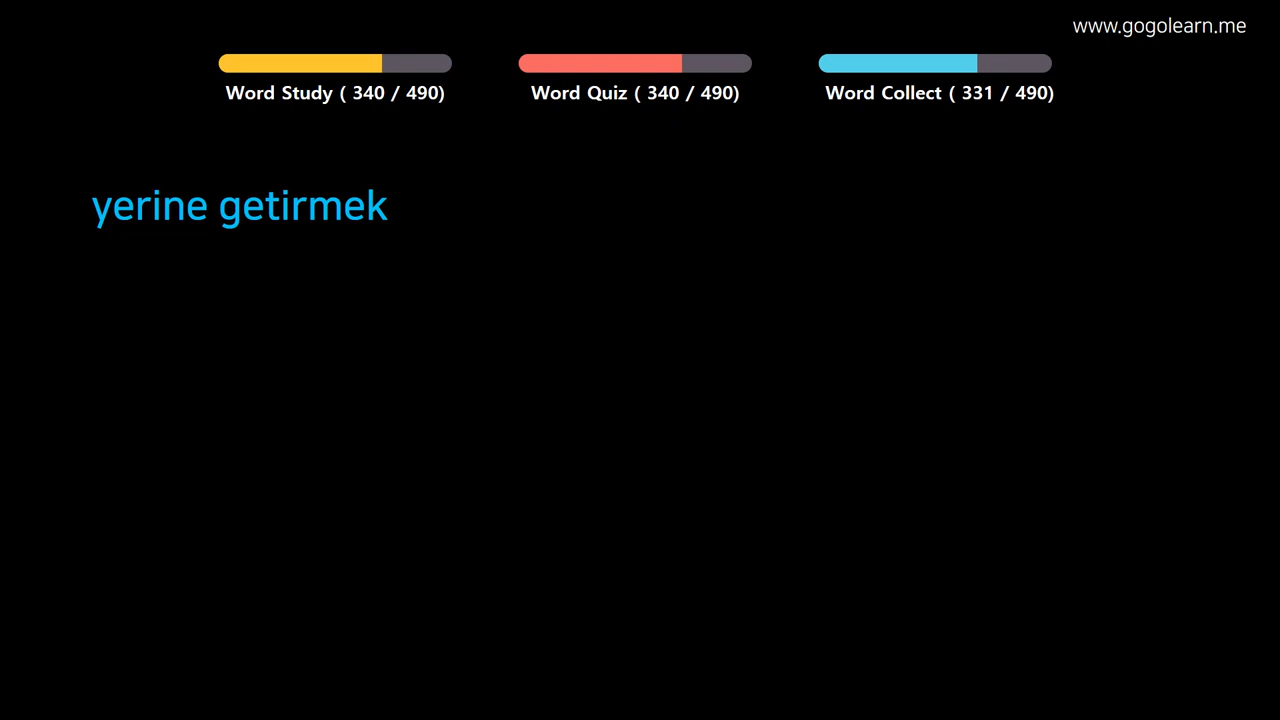 www.gogolearn.me
Word Study ( 340 / 490)
Word Quiz ( 340 / 490)
Word Collect ( 331 / 490)
yerine getirmek